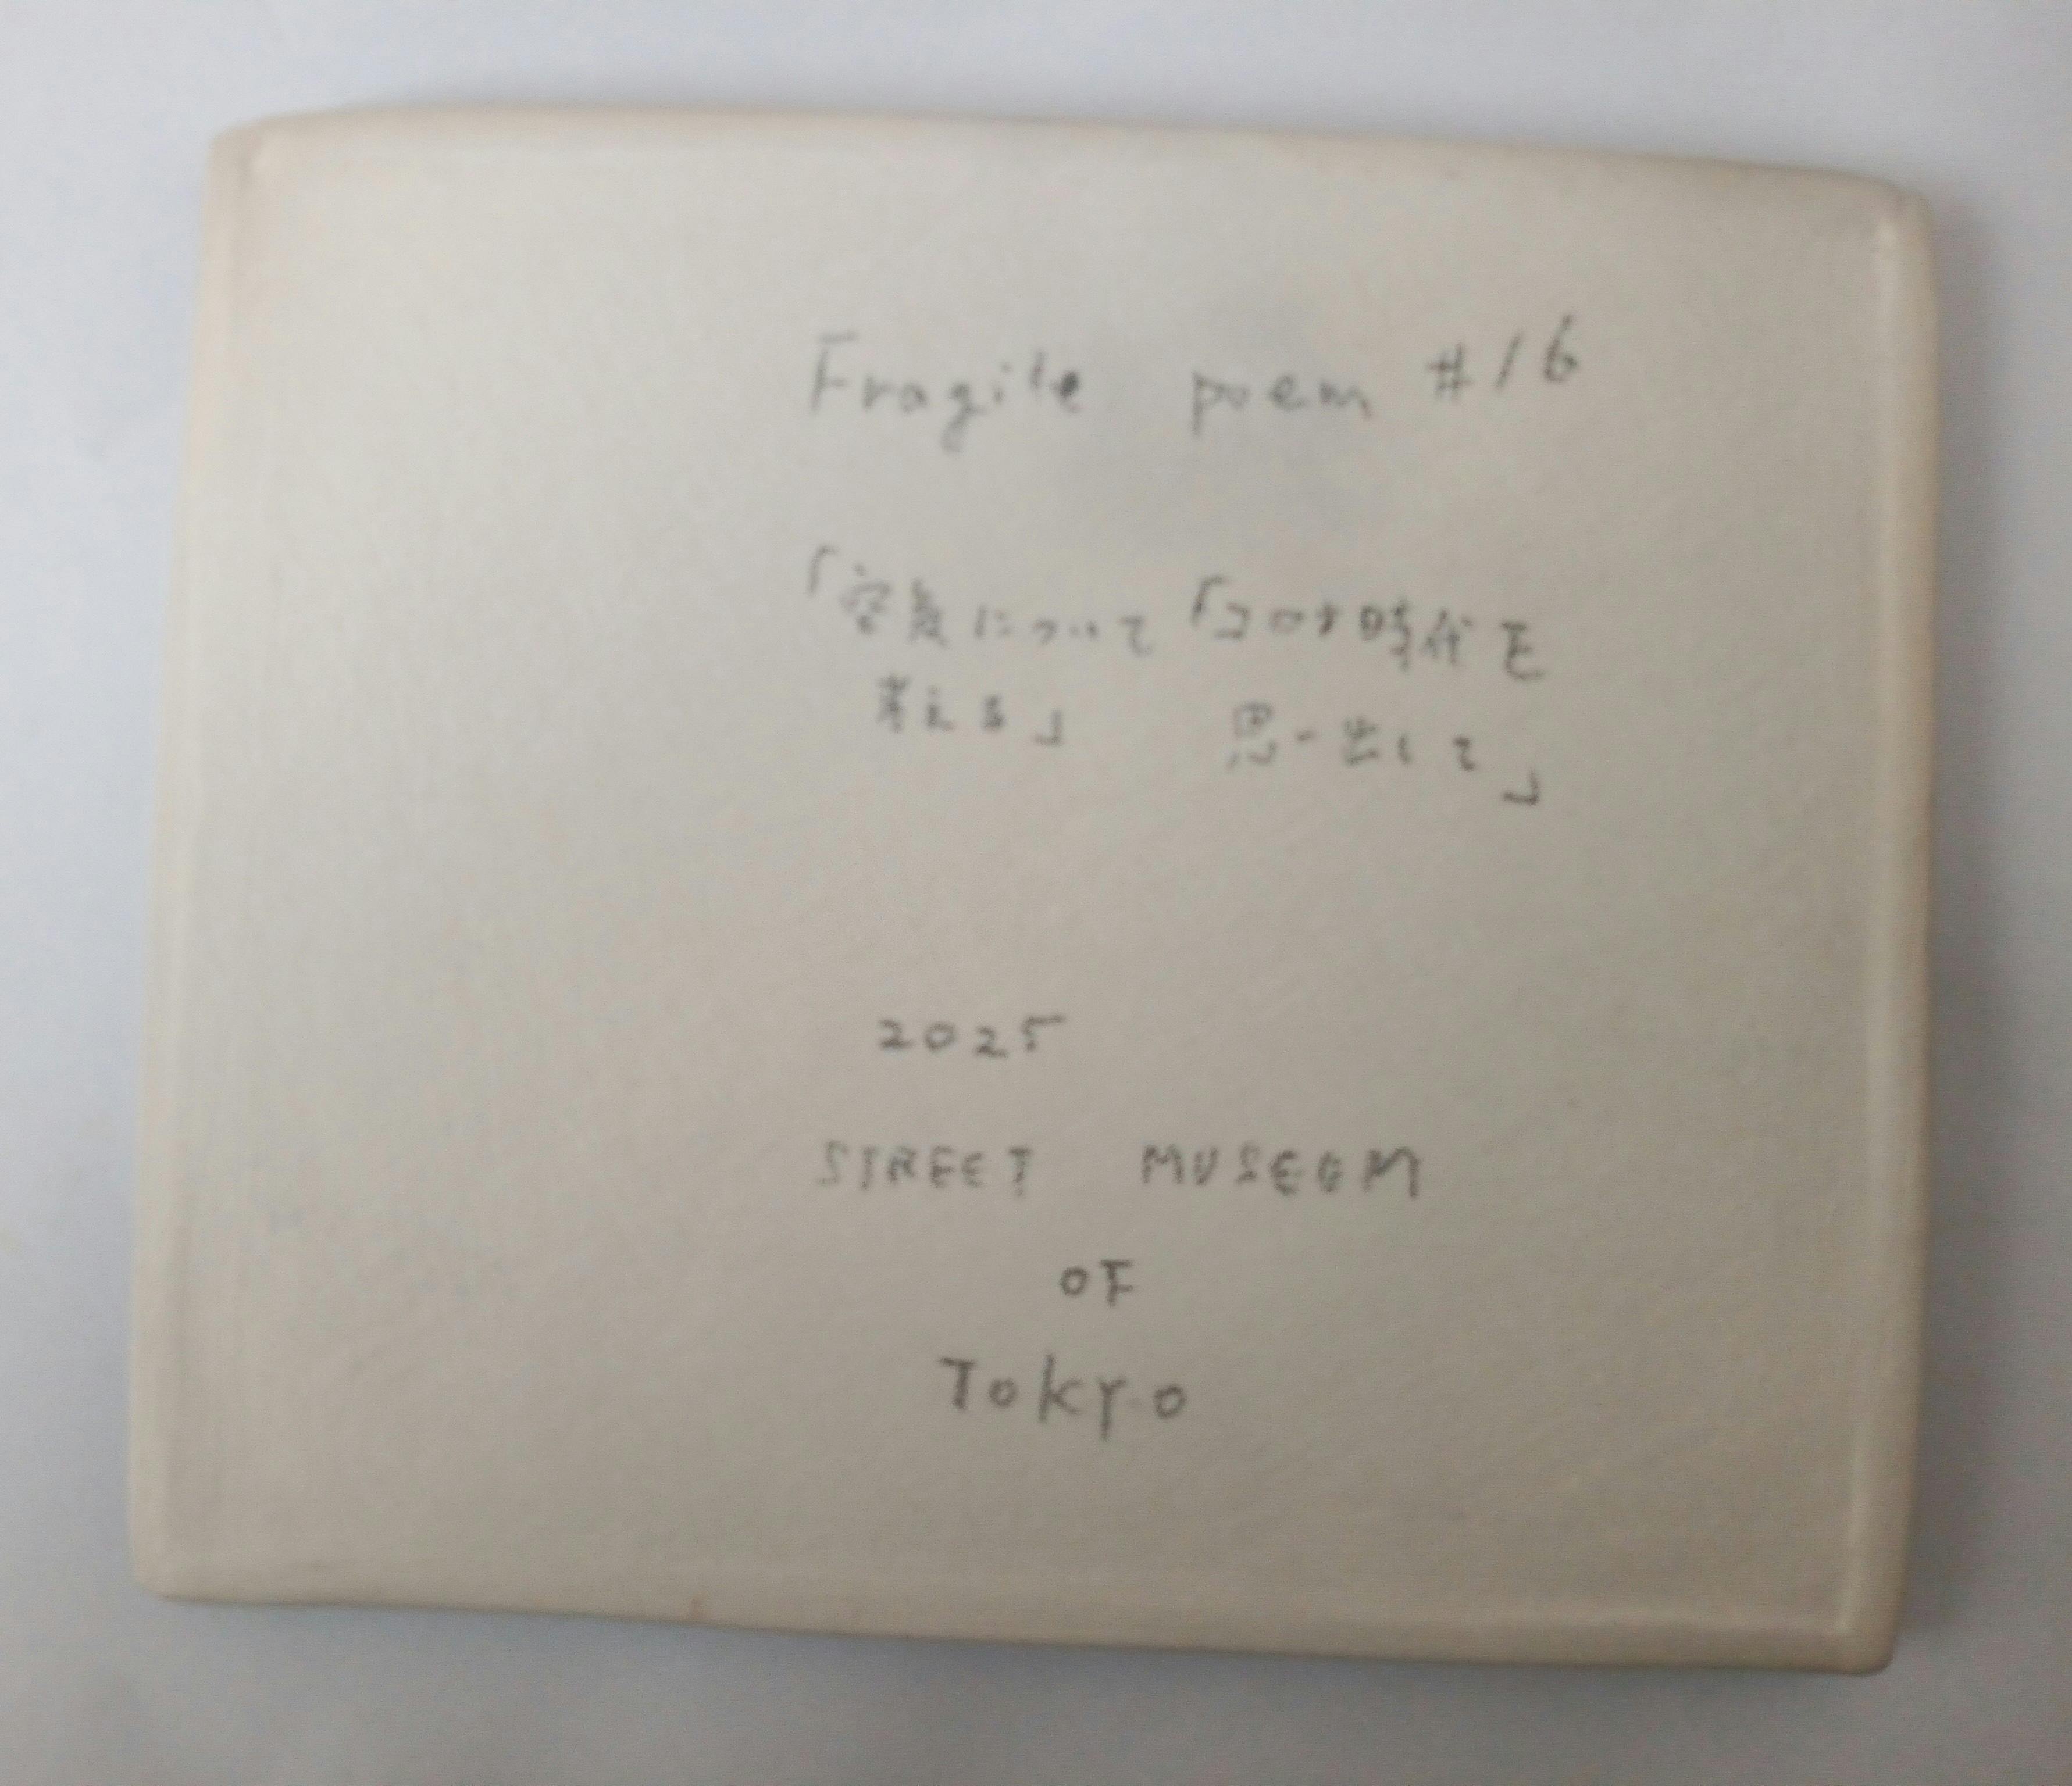 Fragile poem #16
「空気について
考える」
「コロナ時代を
思い出して」
2025
STREET MUSEUM
OF
Tokyo